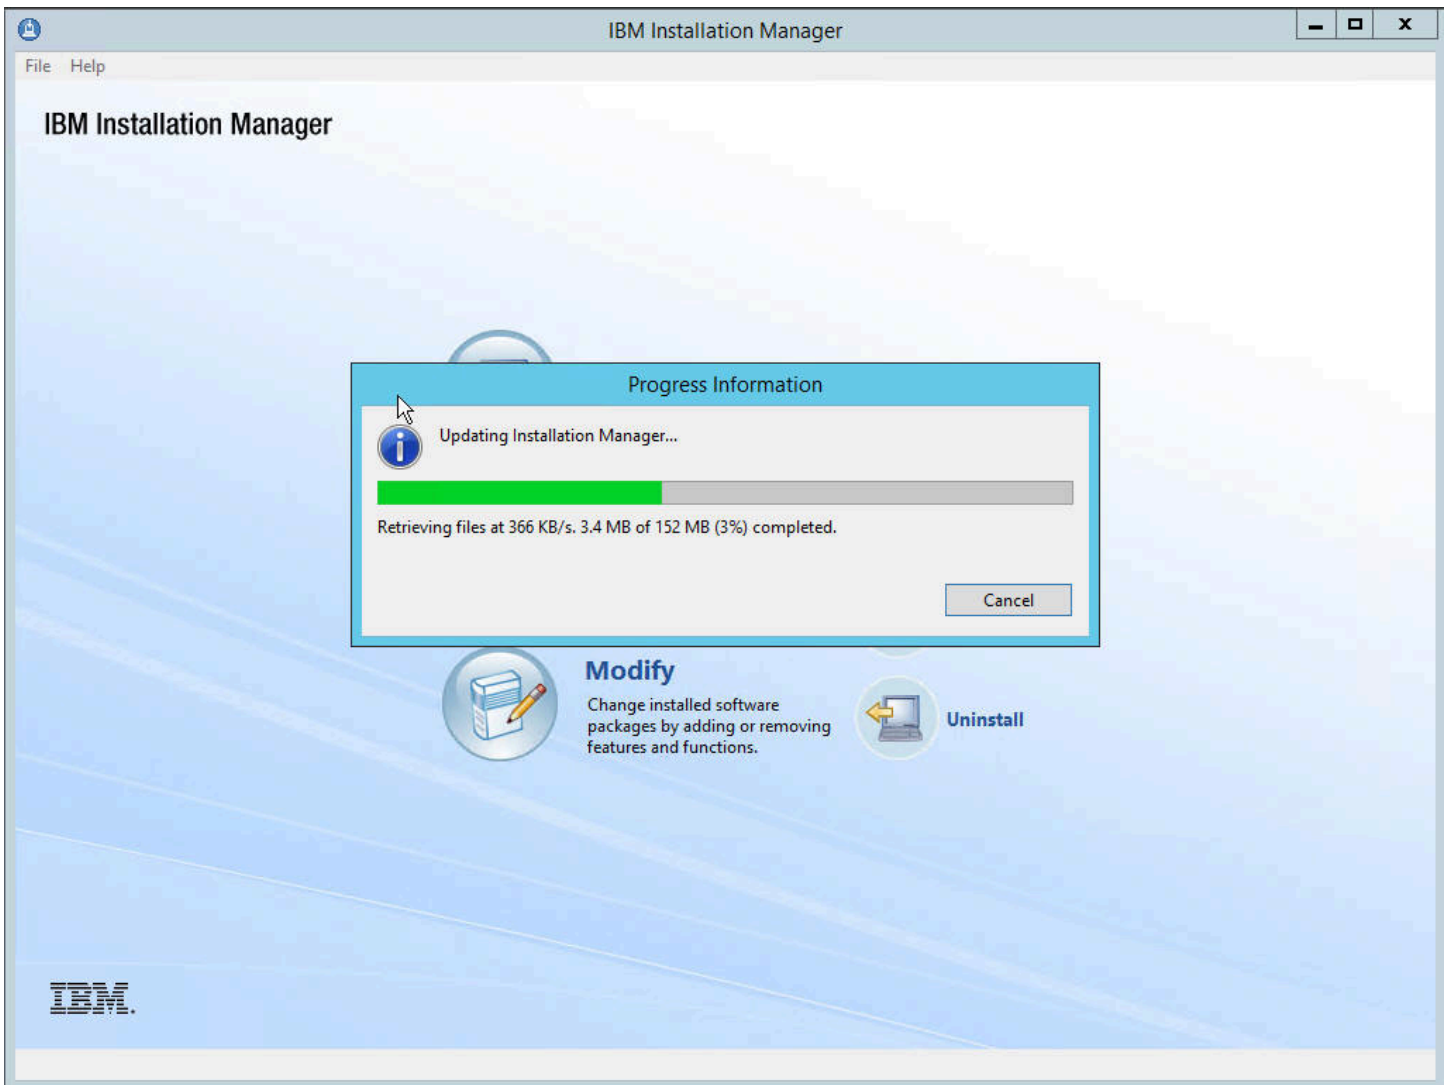 IBM Installation Manager
X
File Help
IBM Installation Manager
Progress Information
Updating Installation Manager...
Retrieving files at 366 KB/s. 3.4 MB of 152 MB (3%) completed.
Cancel
Modify
Change installed software
packages by adding or removing
features and functions.
Uninstall
IBM.